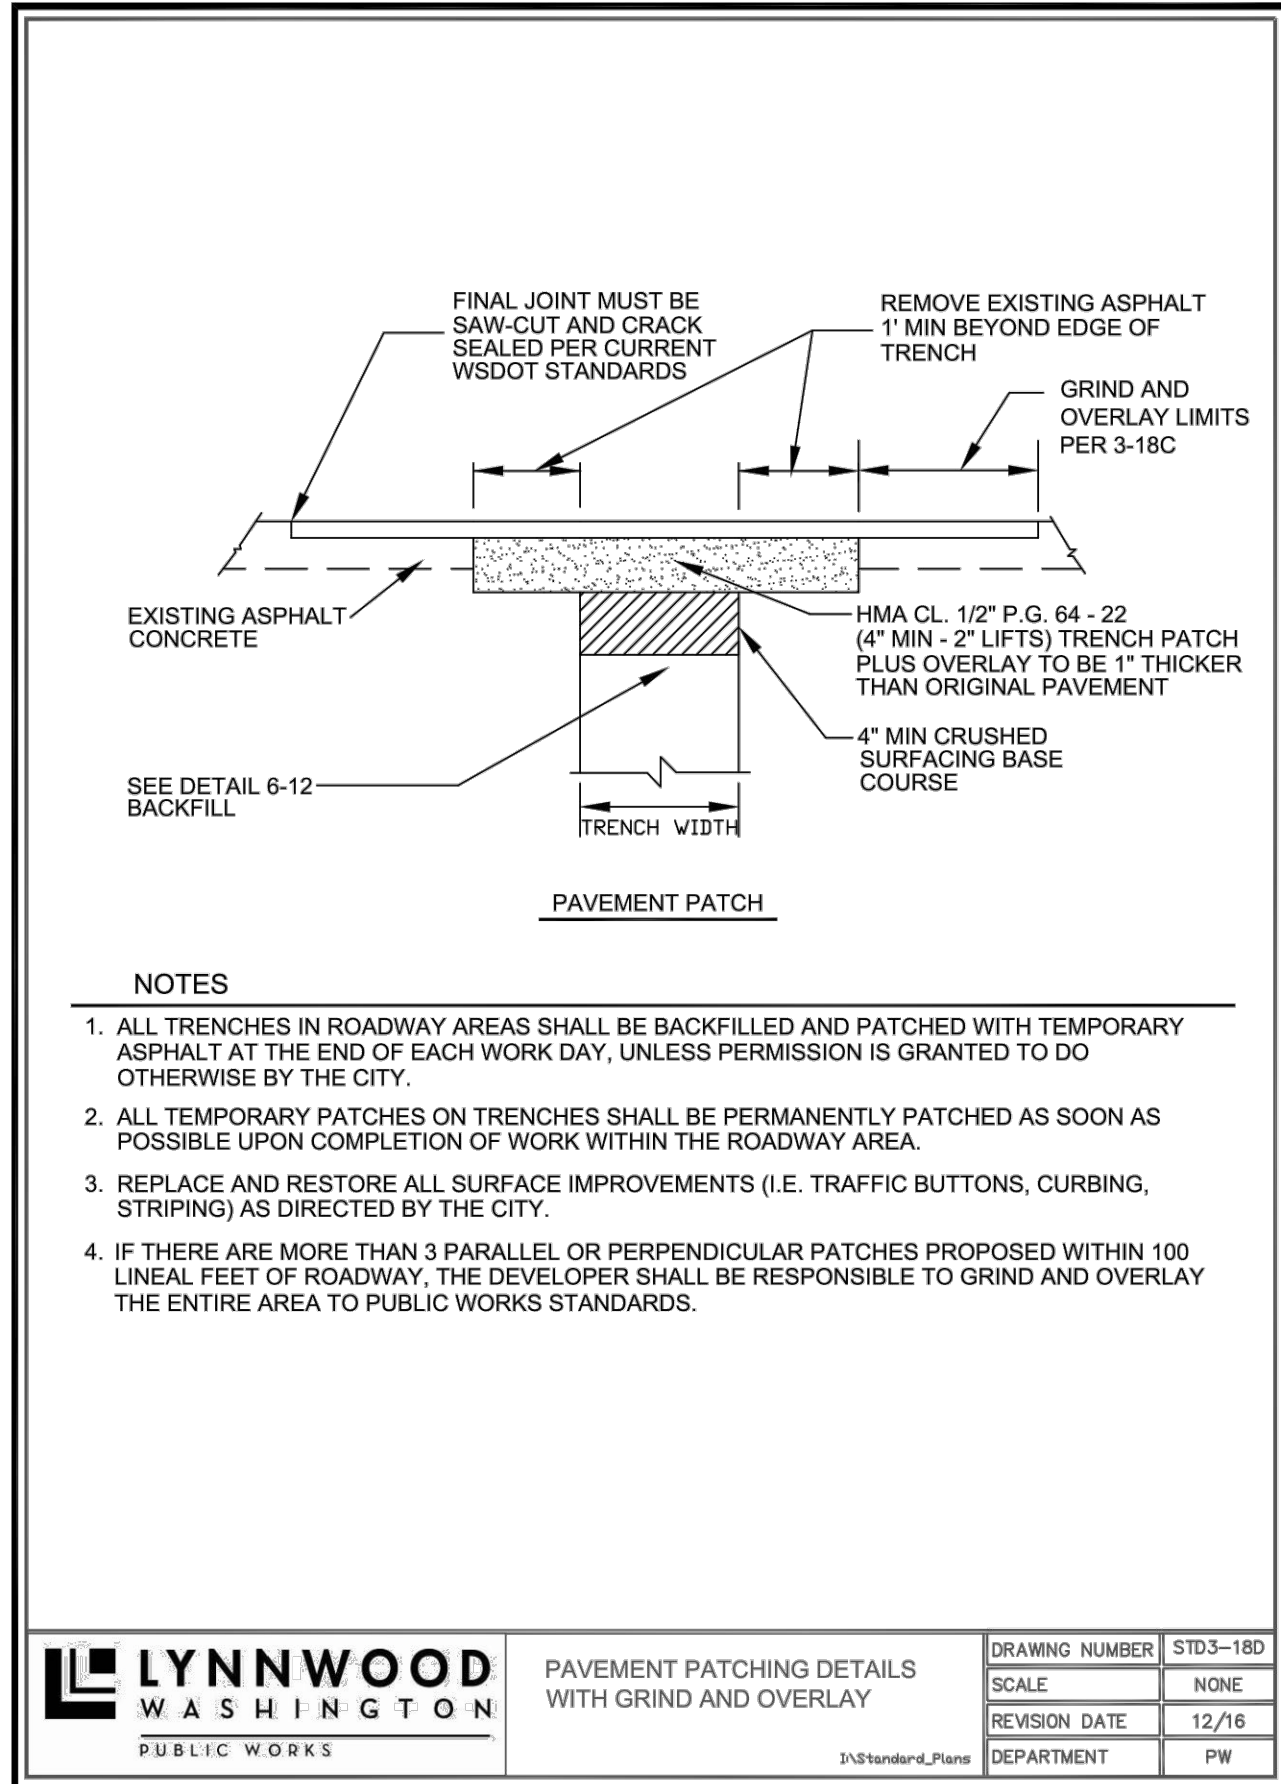 FINAL JOINT MUST BE
SAW-CUT AND CRACK
SEALED PER CURRENT
WSDOT STANDARDS
REMOVE EXISTING ASPHALT
1' MIN BEYOND EDGE OF
TRENCH
GRIND AND
OVERLAY LIMITS
PER 3-18C
EXISTING ASPHALT
CONCRETE
HMA CL. 1/2" P.G. 64 - 22
(4" MIN - 2" LIFTS) TRENCH PATCH
PLUS OVERLAY TO BE 1" THICKER
THAN ORIGINAL PAVEMENT
4" MIN CRUSHED
SURFACING BASE
COURSE
SEE DETAIL 6-12
BACKFILL
TRENCH WIDTH
PAVEMENT PATCH
NOTES
1. ALL TRENCHES IN ROADWAY AREAS SHALL BE BACKFILLED AND PATCHED WITH TEMPORARY
ASPHALT AT THE END OF EACH WORK DAY, UNLESS PERMISSION IS GRANTED TO DO
OTHERWISE BY THE CITY.
2. ALL TEMPORARY PATCHES ON TRENCHES SHALL BE PERMANENTLY PATCHED AS SOON AS
POSSIBLE UPON COMPLETION OF WORK WITHIN THE ROADWAY AREA.
3. REPLACE AND RESTORE ALL SURFACE IMPROVEMENTS (I.E. TRAFFIC BUTTONS, CURBING,
STRIPING) AS DIRECTED BY THE CITY.
4. IF THERE ARE MORE THAN 3 PARALLEL OR PERPENDICULAR PATCHES PROPOSED WITHIN 100
LINEAL FEET OF ROADWAY, THE DEVELOPER SHALL BE RESPONSIBLE TO GRIND AND OVERLAY
THE ENTIRE AREA TO PUBLIC WORKS STANDARDS.
LYNNWOOD
WASHINGTON
PUBLIC WORKS
PAVEMENT PATCHING DETAILS
WITH GRIND AND OVERLAY
I:\Standard_Plans
DRAWING NUMBER STD3-18D
SCALE NONE
REVISION DATE 12/16
DEPARTMENT PW